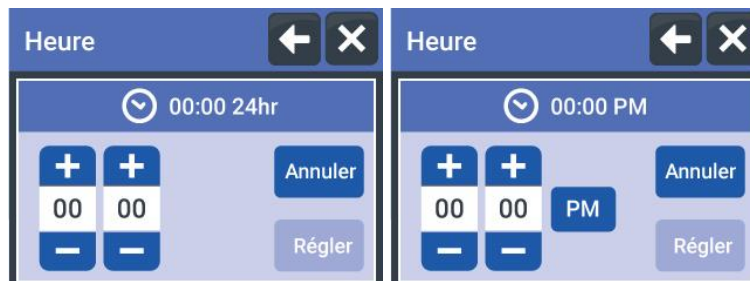 Heure
00:00 24hr
+ +
Annuler
00 00
− −
Régler
Heure
00:00 PM
+ +
Annuler
00 00 PM
− −
Régler